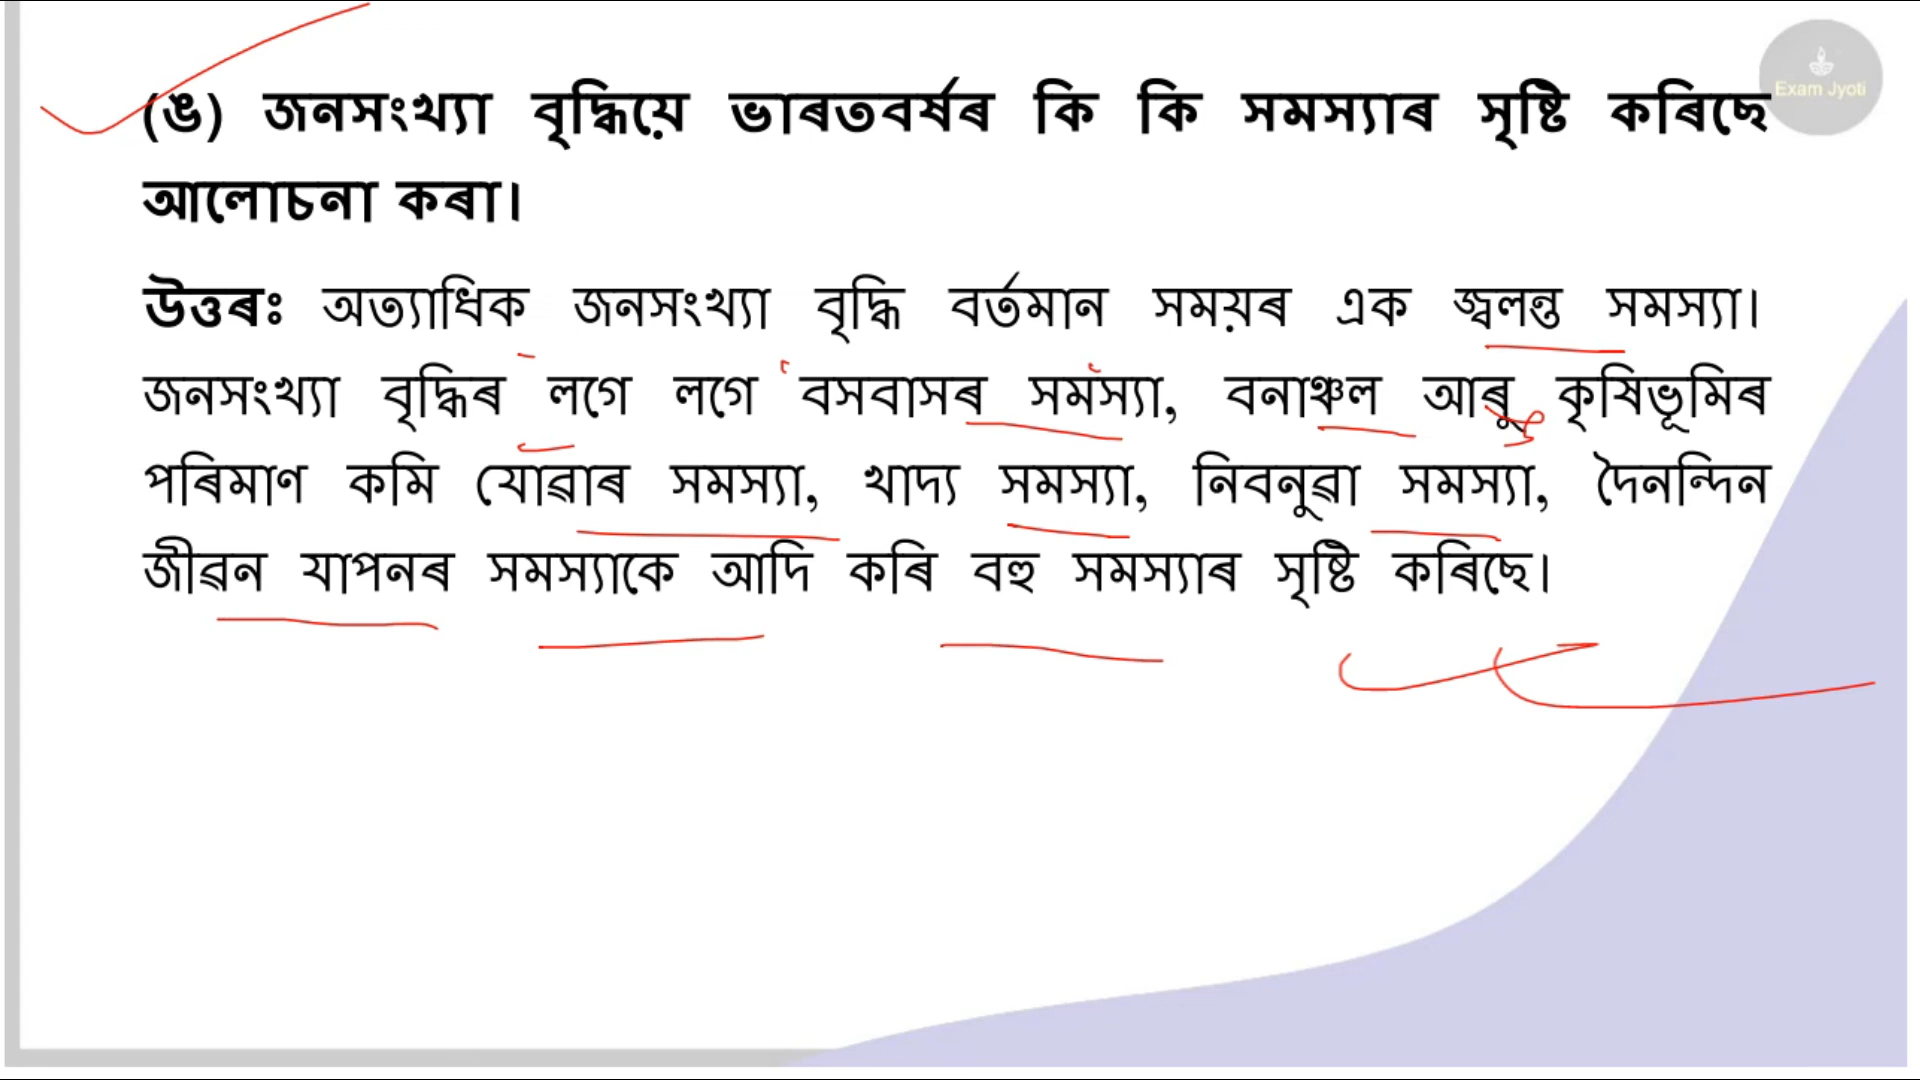 (ঙ) জনসংখ্যা বৃদ্ধিয়ে ভাৰতবৰ্ষৰ কি কি সমস্যাৰ সৃষ্টি কৰিছে
Exam Jyoti
আলোচনা কৰা।
উত্তৰঃ অত্যাধিক জনসংখ্যা বৃদ্ধি বৰ্তমান সময়ৰ এক জ্বলন্ত সমস্যা।
জনসংখ্যা বৃদ্ধিৰ লগে লগে বসবাসৰ সমস্যা, বনাঞ্চল আৰু কৃষিভূমিৰ
পৰিমাণ কমি যোৱাৰ সমস্যা, খাদ্য সমস্যা, নিবনুৱা সমস্যা, দৈনন্দিন
জীৱন যাপনৰ সমস্যাকে আদি কৰি বহু সমস্যাৰ সৃষ্টি কৰিছে।